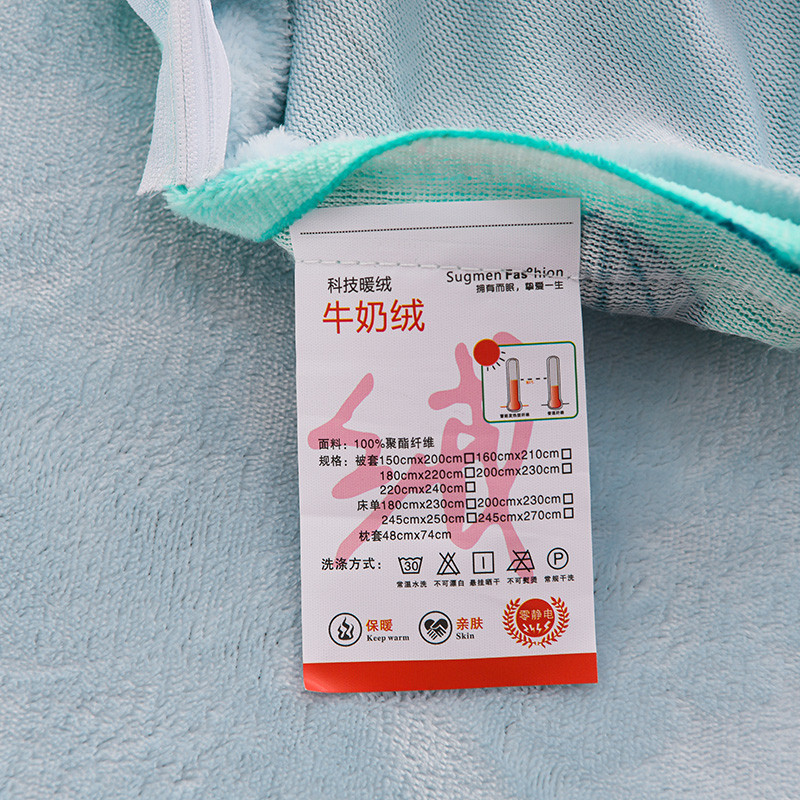 科技暖绒
Sugmen Fashion
拥有而眠，挚爱一生
牛奶绒
绒
面料：100%聚酯纤维
规格：被套150cmx200cm□160cmx210cm□
180cmx220cm□200cmx230cm□
220cmx240cm□
床单180cmx230cm□200cmx230cm□
245cmx250cm□245cmx270cm□
枕套48cmx74cm
洗涤方式：
30
P
常温水洗 不可漂白 悬挂晒干 不可熨烫 常规干洗
保暖
Keep warm
亲肤
Skin
零静电